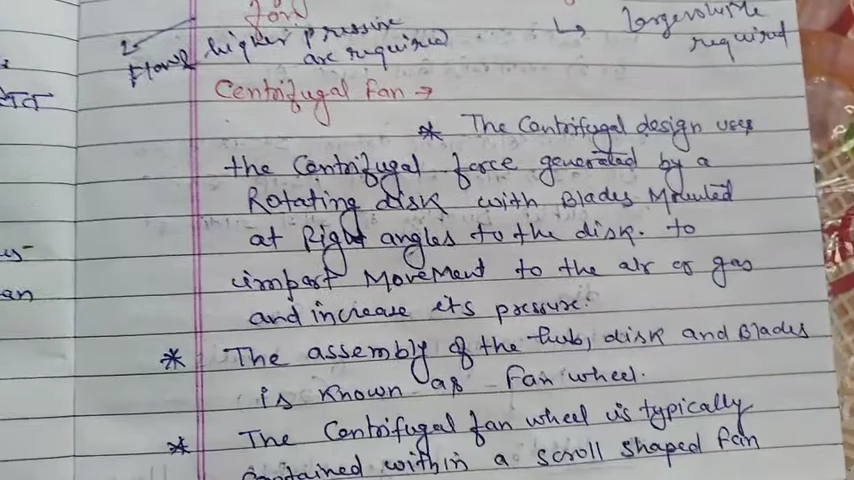 higher pressure
↳ Largevolume
are required
required
Centrifugal Fan →
* The Centrifugal design uses
the Centrifugal force generated by a
Rotating disk with Blades Mounted
at Right angles to the disk. to
impart Movement to the air or gas
and increase its pressure.
* The assembly of the hub, disk and Blades
is known as Fan wheel.
* The Centrifugal fan wheel is typically
contained within a scroll shaped fan